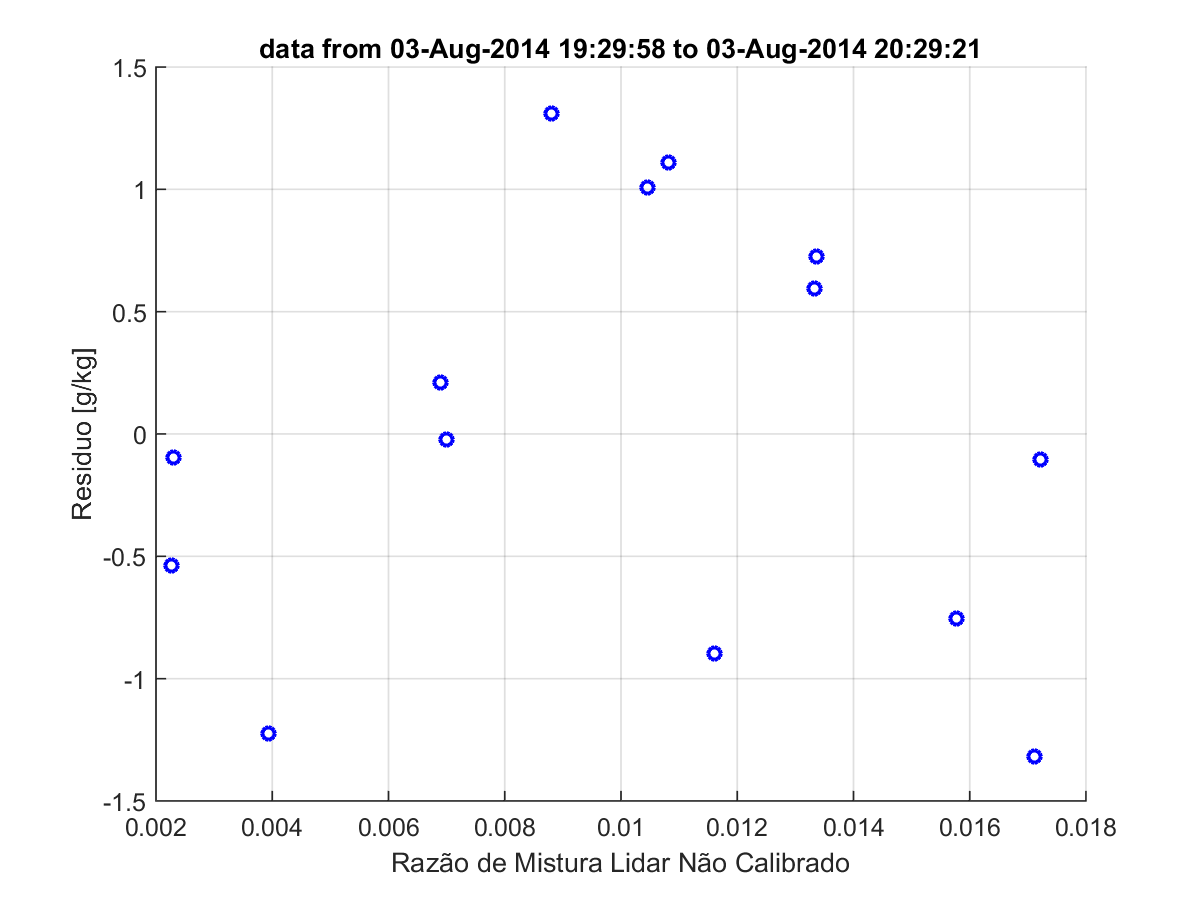 data from 03-Aug-2014 19:29:58 to 03-Aug-2014 20:29:21
1.5
1
0.5
0
-0.5
-1
-1.5
Residuo [g/kg]
0.002 0.004 0.006 0.008 0.01 0.012 0.014 0.016 0.018
Razão de Mistura Lidar Não Calibrado